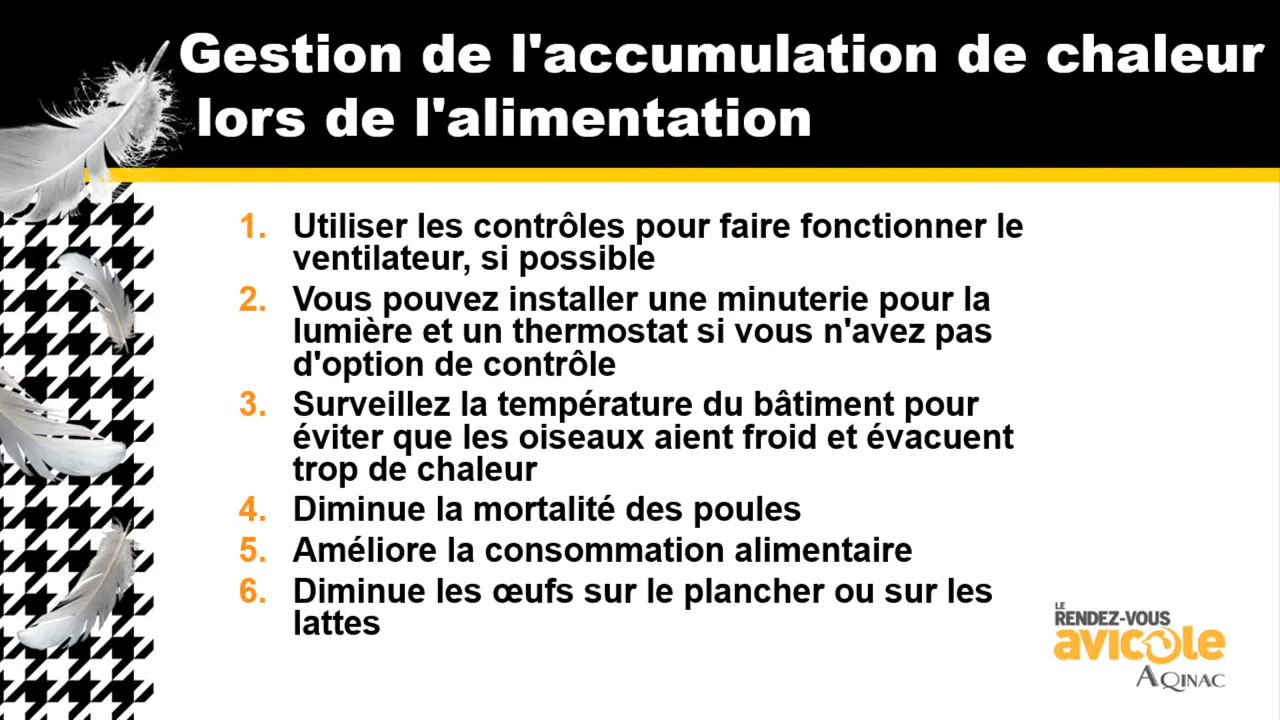 Gestion de l'accumulation de chaleur
lors de l'alimentation
1. Utiliser les contrôles pour faire fonctionner le
ventilateur, si possible
2. Vous pouvez installer une minuterie pour la
lumière et un thermostat si vous n'avez pas
d'option de contrôle
3. Surveillez la température du bâtiment pour
éviter que les oiseaux aient froid et évacuent
trop de chaleur
4. Diminue la mortalité des poules
5. Améliore la consommation alimentaire
6. Diminue les œufs sur le plancher ou sur les
lattes
LE
RENDEZ-VOUS
avicole
AQINAC